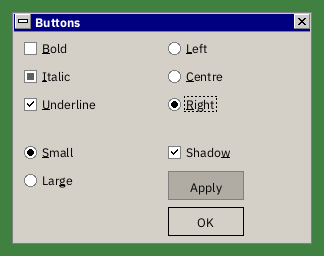 Buttons
Bold
Left
Italic
Centre
Underline
Right
Small
Shadow
Large
Apply
OK